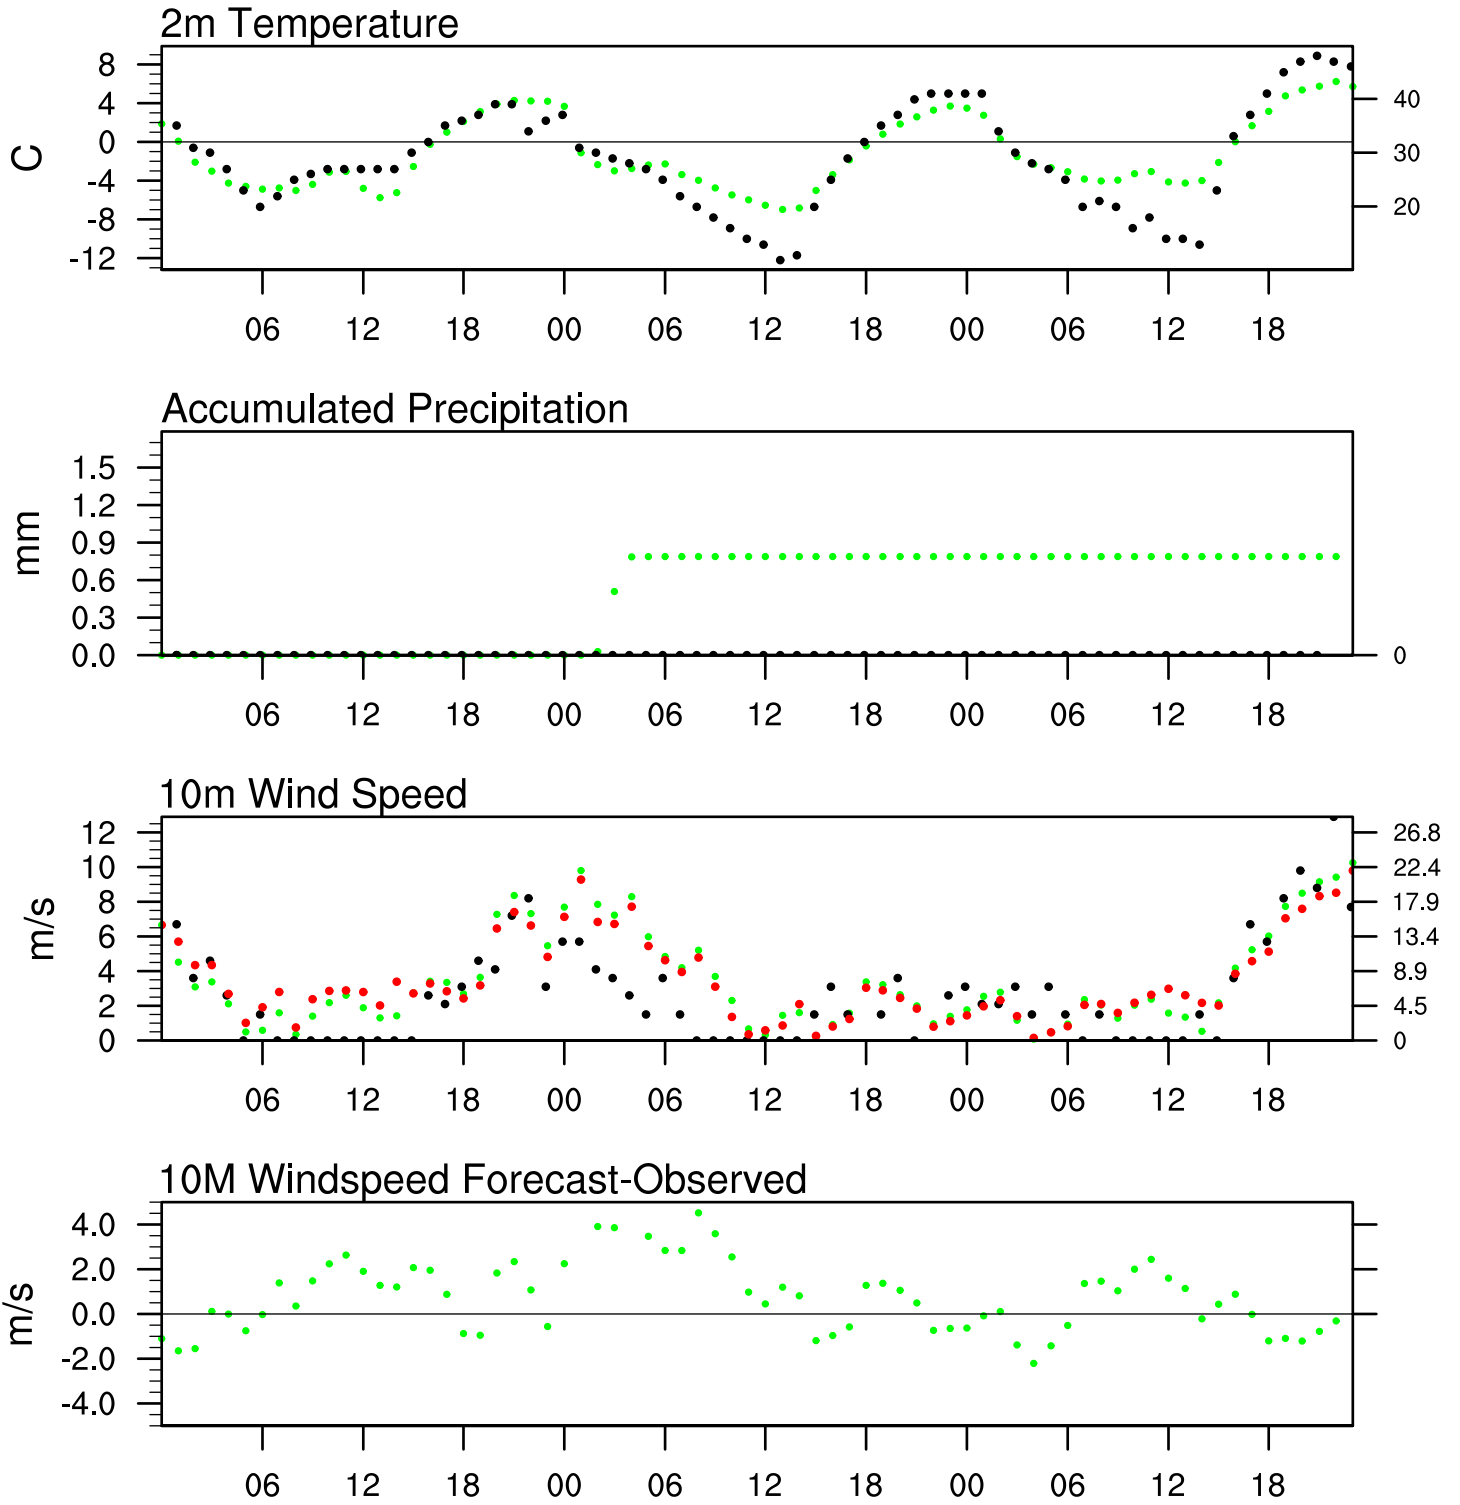 2m Temperature
8
4
0
-4
-8
-12
C
40
30
20
06 12 18 00 06 12 18 00 06 12 18
Accumulated Precipitation
1.5
1.2
0.9
0.6
0.3
0.0
mm
0
06 12 18 00 06 12 18 00 06 12 18
10m Wind Speed
12
10
8
6
4
2
0
m/s
26.8
22.4
17.9
13.4
8.9
4.5
0
06 12 18 00 06 12 18 00 06 12 18
10M Windspeed Forecast-Observed
4.0
2.0
0.0
-2.0
-4.0
m/s
06 12 18 00 06 12 18 00 06 12 18